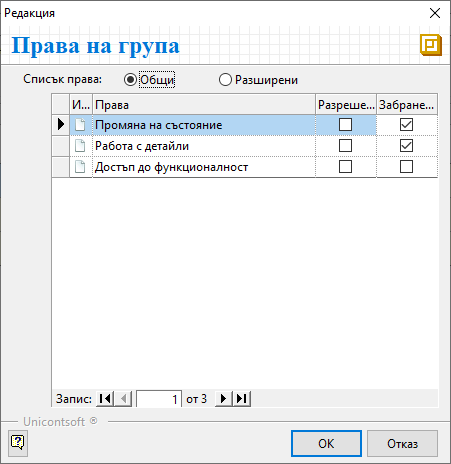 Редакция
Права на група
Списък права: Общи Разширени
И... Права Разреше... Забране...
Промяна на състояние
Работа с детайли
Достъп до функционалност
Запис: 1 от 3
Unicontsoft ®
? ОК Отказ